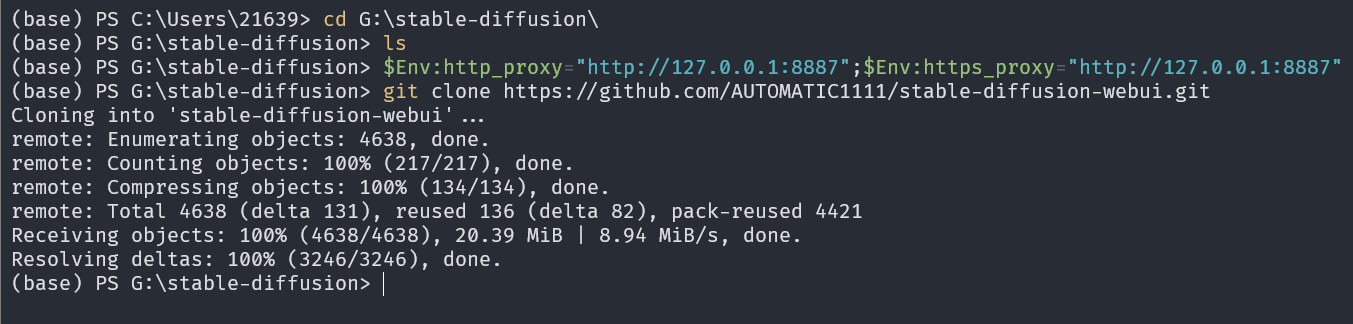 (base) PS C:\Users\21639> cd G:\stable-diffusion\
(base) PS G:\stable-diffusion> ls
(base) PS G:\stable-diffusion> $Env:http_proxy="http://127.0.0.1:8887";$Env:https_proxy="http://127.0.0.1:8887"
(base) PS G:\stable-diffusion> git clone https://github.com/AUTOMATIC1111/stable-diffusion-webui.git
Cloning into 'stable-diffusion-webui'...
remote: Enumerating objects: 4638, done.
remote: Counting objects: 100% (217/217), done.
remote: Compressing objects: 100% (134/134), done.
remote: Total 4638 (delta 131), reused 136 (delta 82), pack-reused 4421
Receiving objects: 100% (4638/4638), 20.39 MiB | 8.94 MiB/s, done.
Resolving deltas: 100% (3246/3246), done.
(base) PS G:\stable-diffusion>